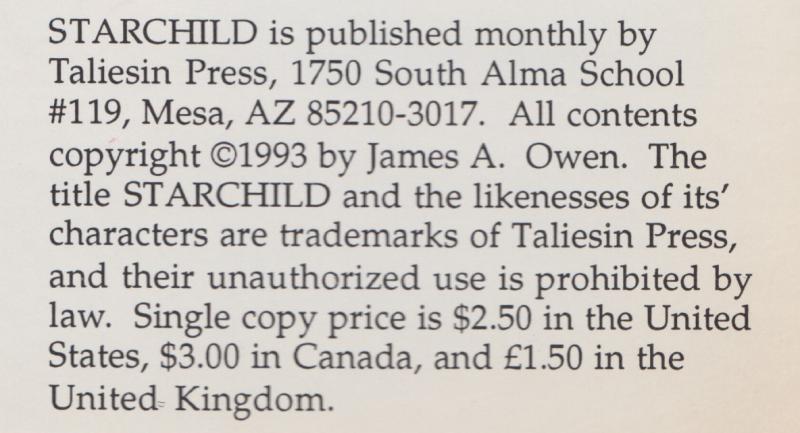 STARCHILD is published monthly by
Taliesin Press, 1750 South Alma School
#119, Mesa, AZ 85210-3017.  All contents
copyright ©1993 by James A.  Owen.  The
title STARCHILD and the likenesses of its’
characters are trademarks of Taliesin Press,
and their unauthorized use is prohibited by
law.  Single copy price is $2.50 in the United
States, $3.00 in Canada, and £1.50 in the
United Kingdom.